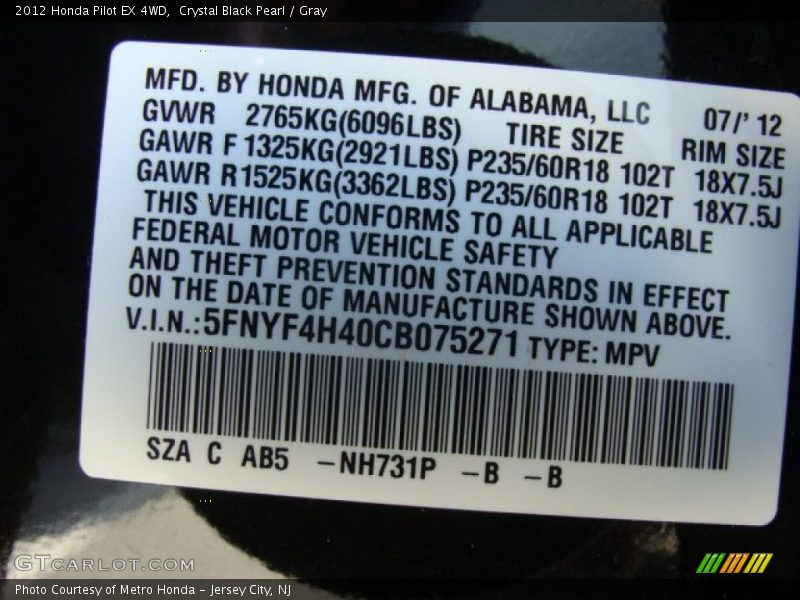 2012 Honda Pilot EX 4WD,  Crystal Black Pearl / Gray
MFD. BY HONDA MFG. OF ALABAMA, LLC 07/' 12
GVWR 2765KG(6096LBS) TIRE SIZE RIM SIZE
GAWR F 1325KG(2921LBS) P235/60R18 102T 18X7.5J
GAWR R1525KG(3362LBS) P235/60R18 102T 18X7.5J
THIS VEHICLE CONFORMS TO ALL APPLICABLE
FEDERAL MOTOR VEHICLE SAFETY
AND THEFT PREVENTION STANDARDS IN EFFECT
ON THE DATE OF MANUFACTURE SHOWN ABOVE.
V.I.N.:5FNYF4H40CB075271 TYPE: MPV
SZA C AB5 –NH731P –B –B
GTCARLOT.COM
Photo Courtesy of Metro Honda – Jersey City, NJ